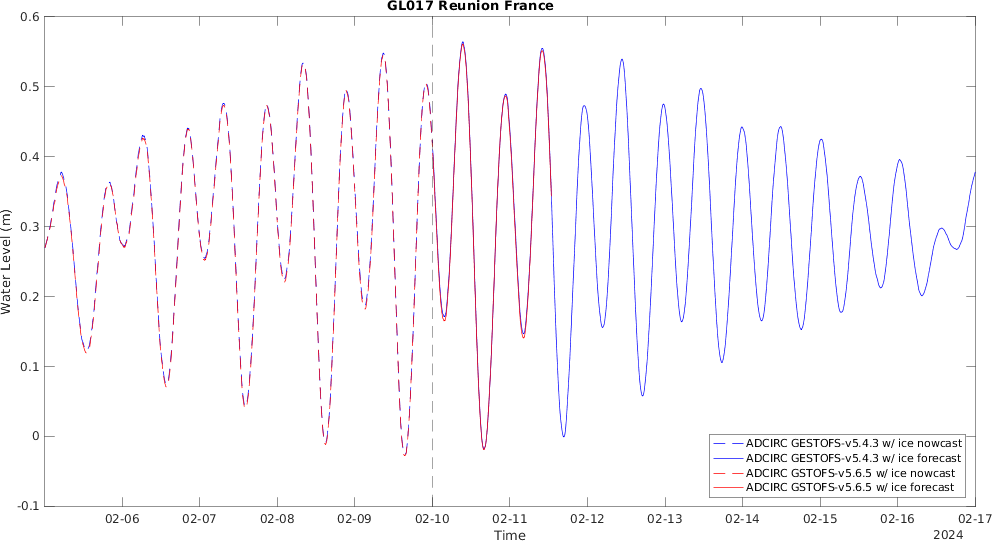 GL017 Reunion France
0.6
0.5
0.4
0.3
0.2
0.1
0
-0.1
Water Level (m)
ADCIRC GESTOFS-v5.4.3 w/ ice nowcast
ADCIRC GESTOFS-v5.4.3 w/ ice forecast
ADCIRC GSTOFS-v5.6.5 w/ ice nowcast
ADCIRC GSTOFS-v5.6.5 w/ ice forecast
02-06 02-07 02-08 02-09 02-10 02-11 02-12 02-13 02-14 02-15 02-16 02-17
Time
2024